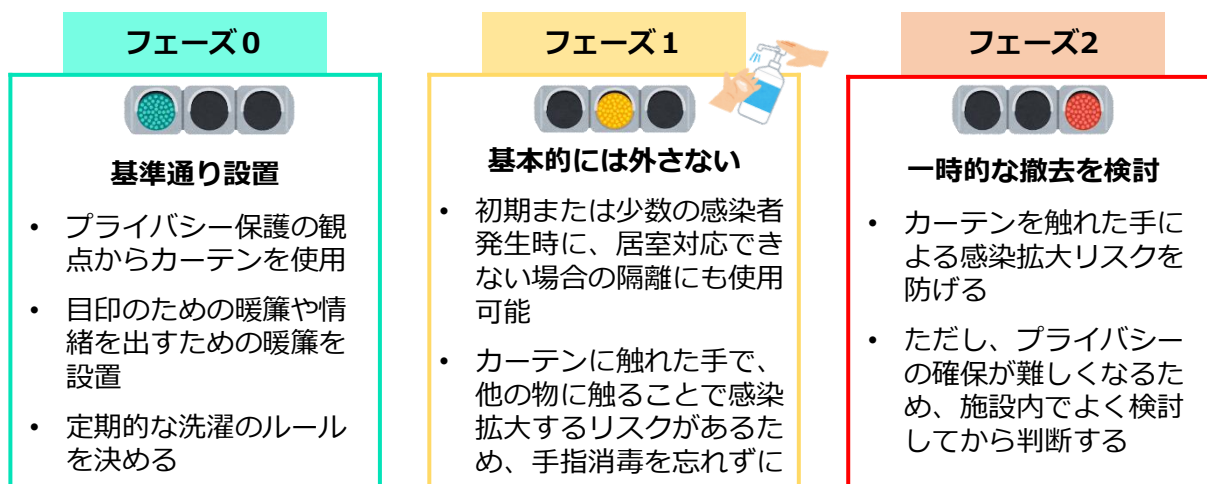 フェーズ0
基準通り設置
• プライバシー保護の観
点からカーテンを使用
• 目印のための暖簾や情
緒を出すための暖簾を
設置
• 定期的な洗濯のルール
を決める
フェーズ1
基本的には外さない
• 初期または少数の感染者
発生時に、居室対応でき
ない場合の隔離にも使用
可能
• カーテンに触れた手で、
他の物に触ることで感染
拡大するリスクがあるた
め、手指消毒を忘れずに
フェーズ2
一時的な撤去を検討
• カーテンを触れた手に
よる感染拡大リスクを
防げる
• ただし、プライバシー
の確保が難しくなるた
め、施設内でよく検討
してから判断する